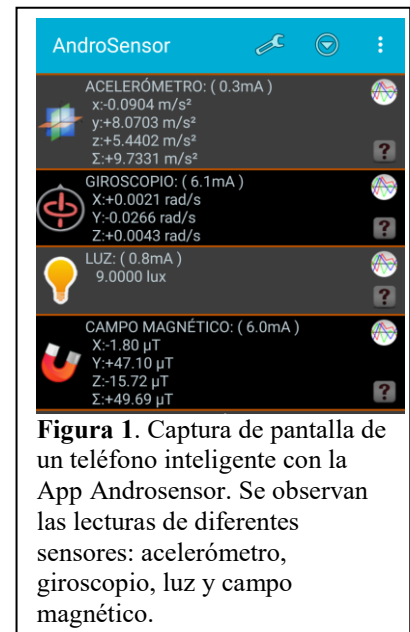 AndroSensor
ACELERÓMETRO: ( 0.3mA )
x:-0.0904 m/s²
y:+8.0703 m/s²
z:+5.4402 m/s²
Σ:+9.7331 m/s²
?
GIROSCOPIO: ( 6.1mA )
X:+0.0021 rad/s
Y:-0.0266 rad/s
Z:+0.0043 rad/s
?
LUZ: ( 0.8mA )
9.0000 lux
?
CAMPO MAGNÉTICO: ( 6.0mA )
X:-1.80 µT
Y:+47.10 µT
Z:-15.72 µT
Σ:+49.69 µT
?
Figura 1. Captura de pantalla de
un teléfono inteligente con la
App Androsensor. Se observan
las lecturas de diferentes
sensores: acelerómetro,
giroscopio, luz y campo
magnético.